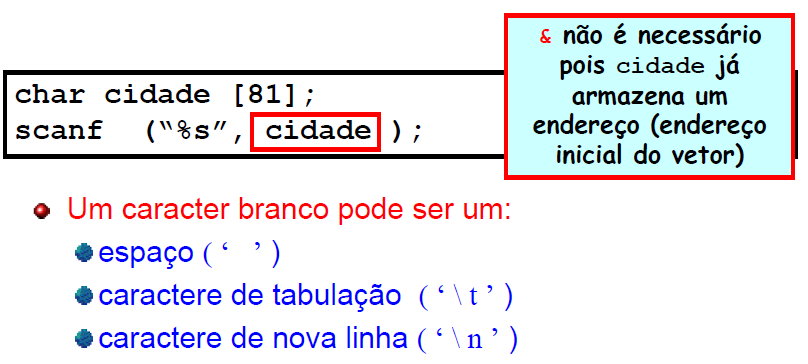 & não é necessário
pois cidade já
armazena um
endereço (endereço
inicial do vetor)
char cidade [81];
scanf (“%s”, cidade );
Um caracter branco pode ser um:
espaço ( ‘ ’ )
caractere de tabulação ( ‘ \ t ’ )
caractere de nova linha ( ‘ \ n ’ )